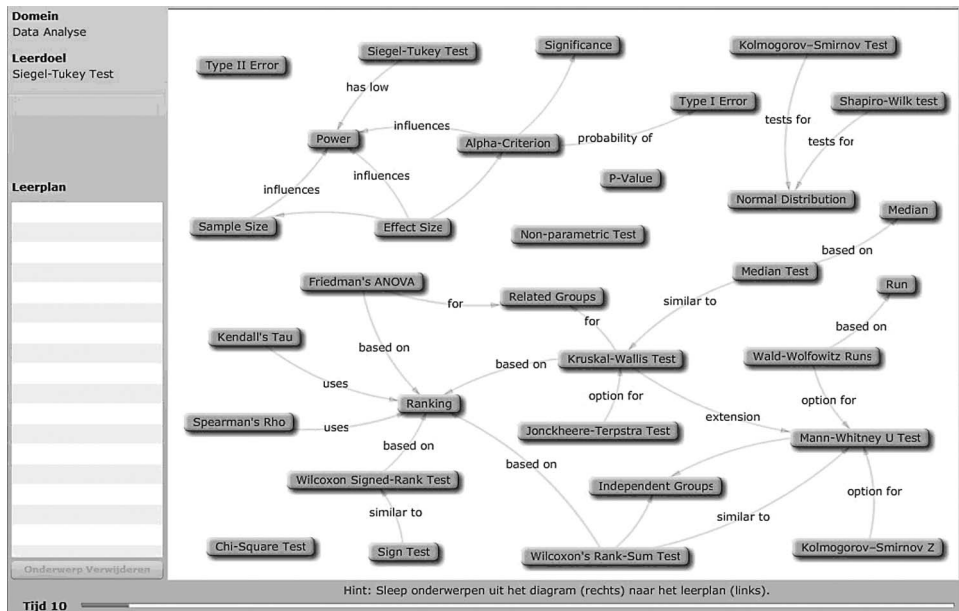 Domein
Data Analyse
Leerdoel
Siegel-Tukey Test
Leerplan
Onderwerp Verwijderen
Type II Error
Siegel-Tukey Test
Significance
Kolmogorov–Smirnov Test
has low
Type I Error
Shapiro-Wilk test
influences
Power
Alpha-Criterion
probability of
tests for
tests for
influences
influences
P-Value
Normal Distribution
Median
Sample Size
Effect Size
Non-parametric Test
based on
Median Test
Friedman's ANOVA
for
Related Groups
similar to
Run
for
based on
Kendall's Tau
based on
based on
Kruskal-Wallis Test
Wald-Wolfowitz Runs
uses
option for
option for
Ranking
Spearman's Rho
uses
extension
Jonckheere-Terpstra Test
Mann-Whitney U Test
based on
based on
Wilcoxon Signed-Rank Test
Independent Groups
option for
similar to
similar to
Chi-Square Test
Sign Test
Wilcoxon's Rank-Sum Test
Kolmogorov–Smirnov Z
Hint: Sleep onderwerpen uit het diagram (rechts) naar het leerplan (links).
Tijd 10